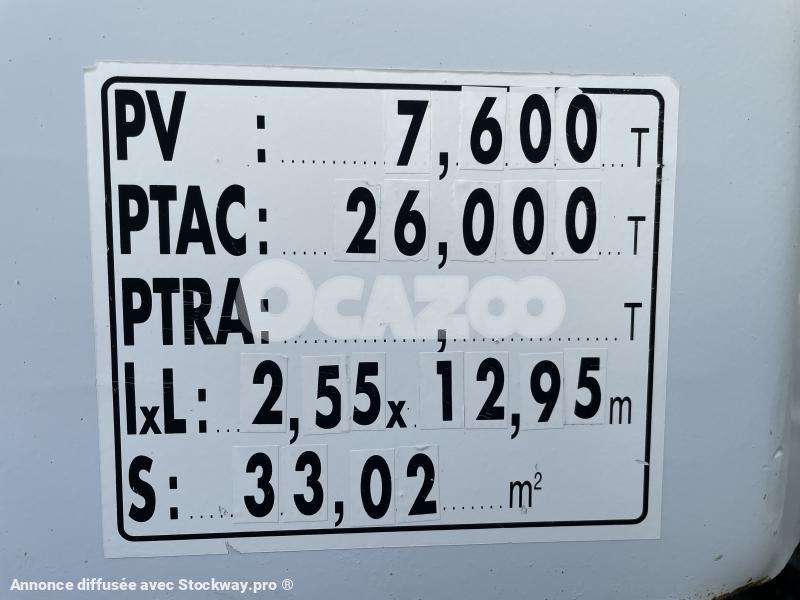 PV : 7,600 T
PTAC: 26,000 T
PTRA: , T
OCAZOO
lxL: 2,55x 12,95 m
S: 33,02 m²
Annonce diffusée avec Stockway.pro ®